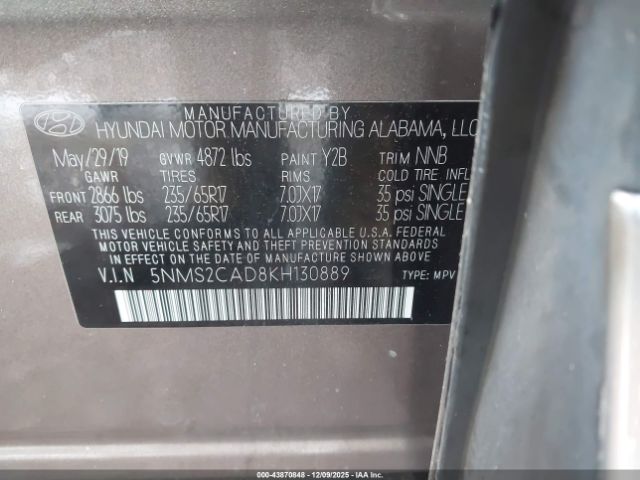 MANUFACTURED BY
HYUNDAI MOTOR MANUFACTURING ALABAMA, LLC
May/29/19 GVWR 4872 lbs PAINT Y2B TRIM NNB
GAWR TIRES RIMS COLD TIRE INFL
FRONT 2866 lbs 235/65R17 7.0JX17 35 psi SINGLE
REAR 3075 lbs 235/65R17 7.0JX17 35 psi SINGLE
THIS VEHICLE CONFORMS TO ALL APPLICABLE U.S.A. FEDERAL
MOTOR VEHICLE SAFETY AND THEFT PREVENTION STANDARDS
IN EFFECT ON THE DATE OF MANUFACTURE SHOWN ABOVE.
V.I.N 5NMS2CAD8KH130889 TYPE: MPV
000-43870848 - 12/09/2025 - IAAI.COM